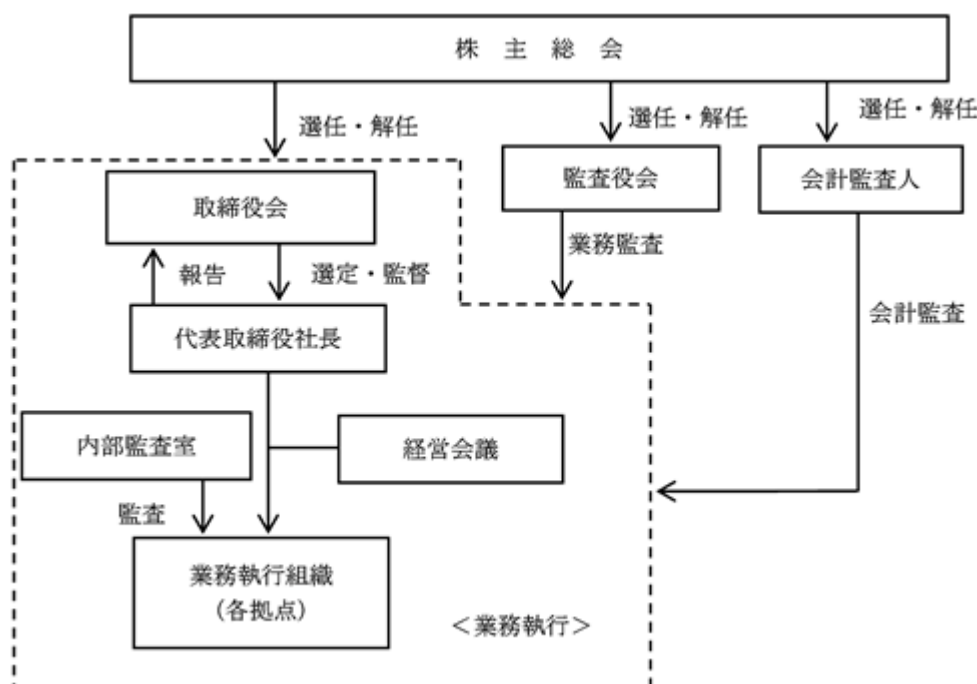 株 主 総 会
選任・解任
選任・解任
選任・解任
取締役会
監査役会
会計監査人
報告
選定・監督
業務監査
代表取締役社長
会計監査
内部監査室
経営会議
監査
業務執行組織
(各拠点)
＜業務執行＞